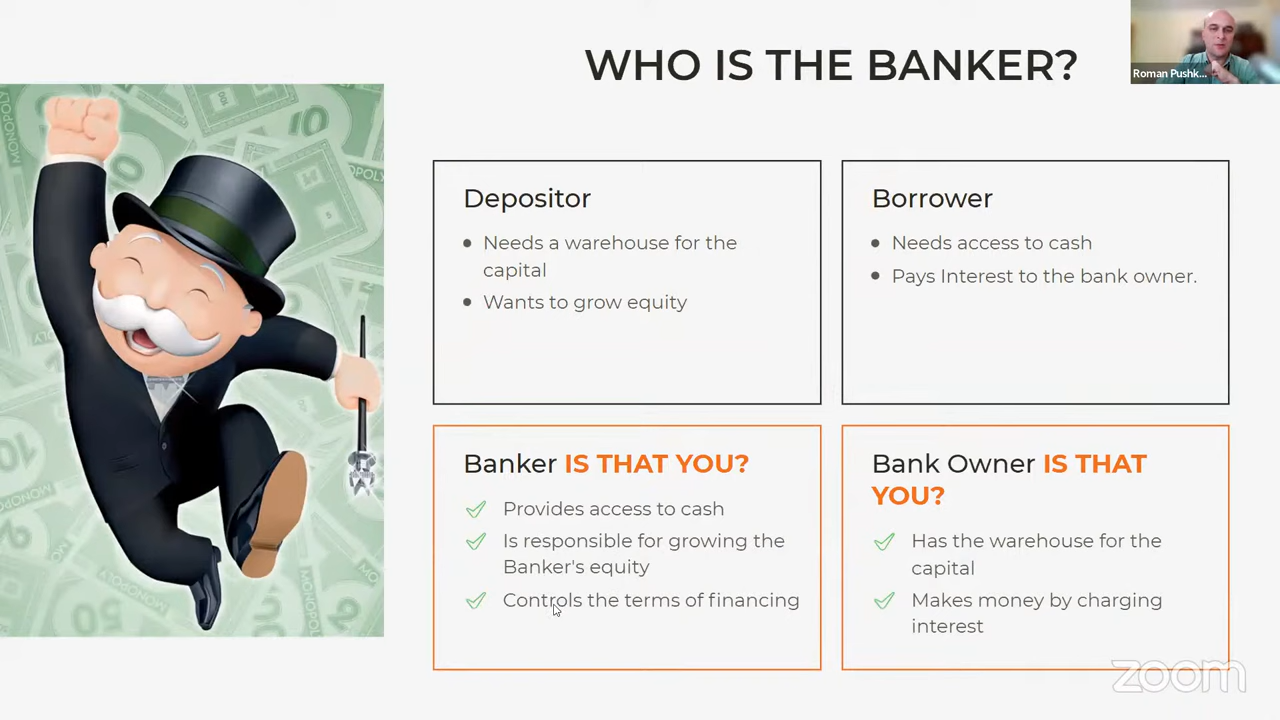 WHO IS THE BANKER?
Roman Pushk...
MONOPOLY
Depositor
Needs a warehouse for the
capital
Wants to grow equity
Borrower
Needs access to cash
Pays Interest to the bank owner.
Banker IS THAT YOU?
Provides access to cash
Is responsible for growing the
Banker's equity
Controls the terms of financing
Bank Owner IS THAT
YOU?
Has the warehouse for the
capital
Makes money by charging
interest
zoom